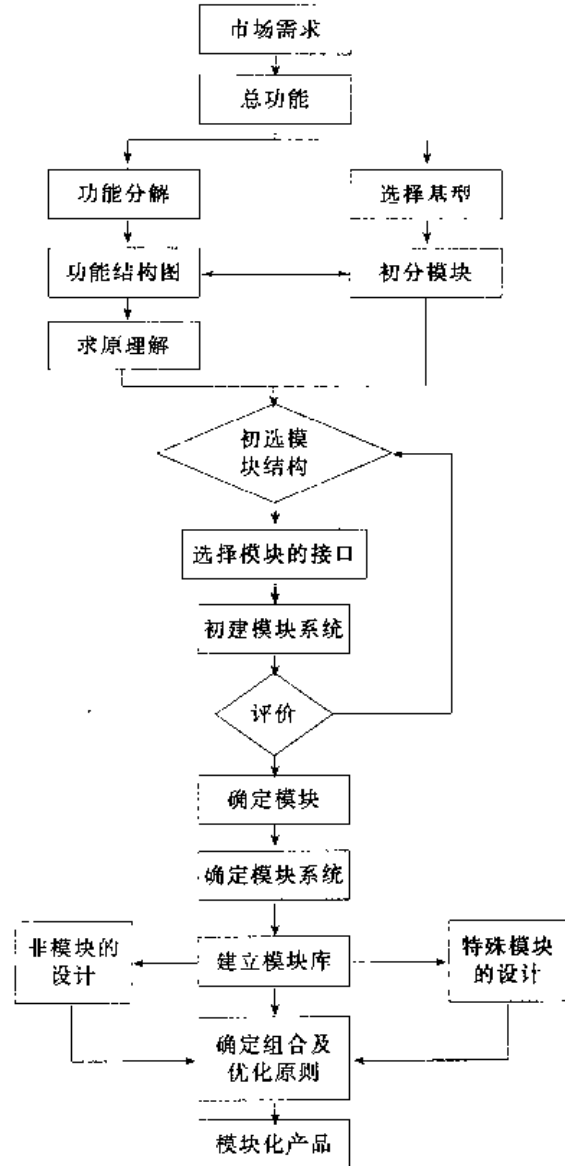 市场需求
总功能
功能分解
选择基型
功能结构图
初分模块
求原理解
初选模
块结构
选择模块的接口
初建模块系统
评价
确定模块
确定模块系统
非模块的
设计
建立模块库
特殊模块
的设计
确定组合及
优化原则
模块化产品